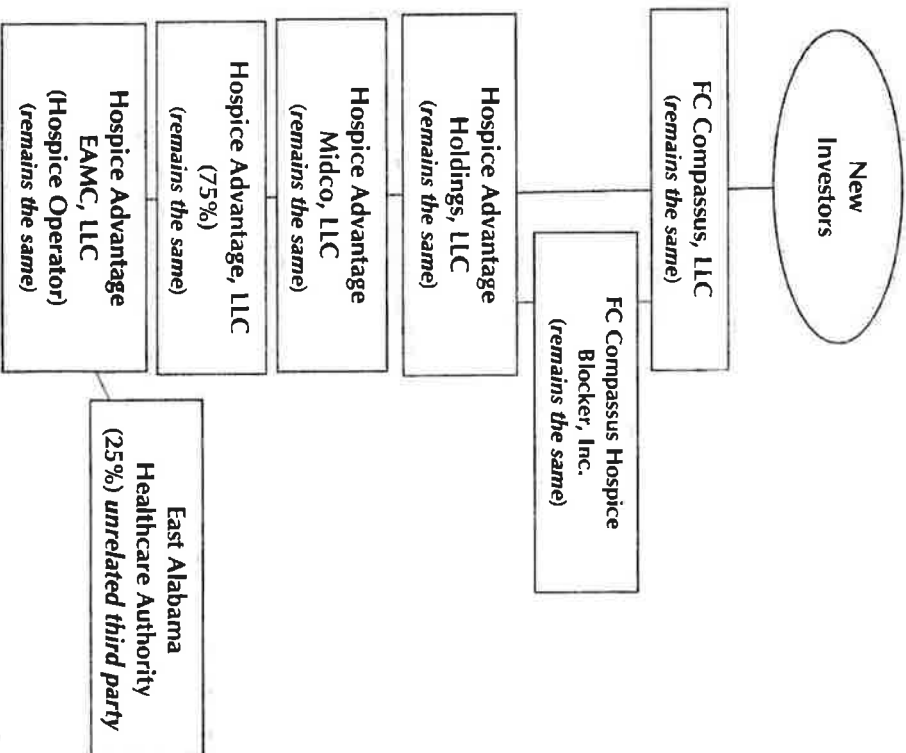 New
Investors
FC Compassus, LLC
(remains the same)
FC Compassus Hospice
Blocker, Inc.
(remains the same)
Hospice Advantage
Holdings, LLC
(remains the same)
Hospice Advantage
Midco, LLC
(remains the same)
Hospice Advantage, LLC
(75%)
(remains the same)
Hospice Advantage
EAMC, LLC
(Hospice Operator)
(remains the same)
East Alabama
Healthcare Authority
(25%) unrelated third party